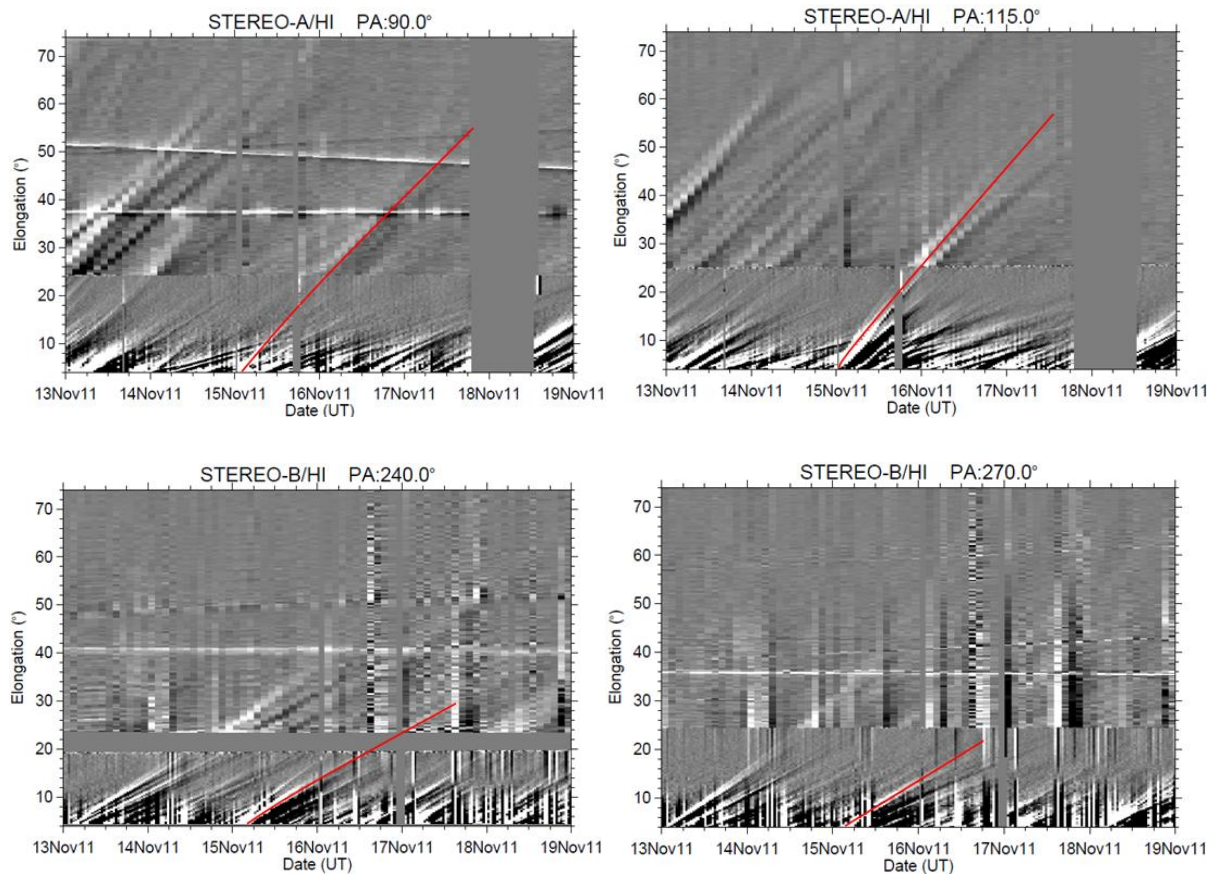 STEREO-A/HI PA:90.0°
70
60
50
40
30
20
10
Elongation (°)
13Nov11 14Nov11 15Nov11 16Nov11 17Nov11 18Nov11 19Nov11
Date (UT)
STEREO-A/HI PA:115.0°
70
60
50
40
30
20
10
Elongation (°)
13Nov11 14Nov11 15Nov11 16Nov11 17Nov11 18Nov11 19Nov11
Date (UT)
STEREO-B/HI PA:240.0°
70
60
50
40
30
20
10
Elongation (°)
13Nov11 14Nov11 15Nov11 16Nov11 17Nov11 18Nov11 19Nov11
Date (UT)
STEREO-B/HI PA:270.0°
70
60
50
40
30
20
10
Elongation (°)
13Nov11 14Nov11 15Nov11 16Nov11 17Nov11 18Nov11 19Nov11
Date (UT)